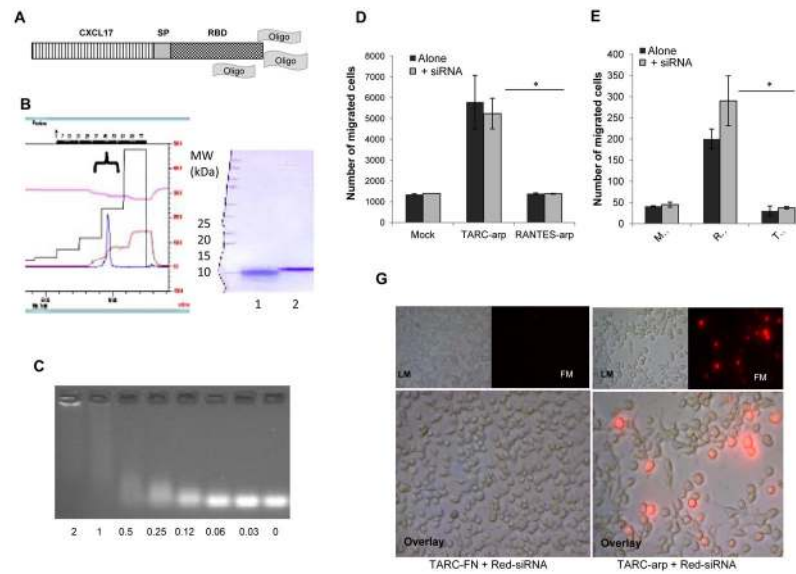 A
CXCL17 SP RBD
Oligo
Oligo
Oligo
B
MW
(kDa)
25
20
15
10
1 2
C
2 1 0.5 0.25 0.12 0.06 0.03 0
D
Number of migrated cells
8000
7000
6000
5000
4000
3000
2000
1000
0
Alone
+ siRNA
*
Mock TARC-arp RANTES-arp
E
Number of migrated cells
400
350
300
250
200
150
100
50
0
Alone
+ siRNA
*
M.. R.. T..
G
LM FM
LM FM
Overlay
Overlay
TARC-FN + Red-siRNA TARC-arp + Red-siRNA